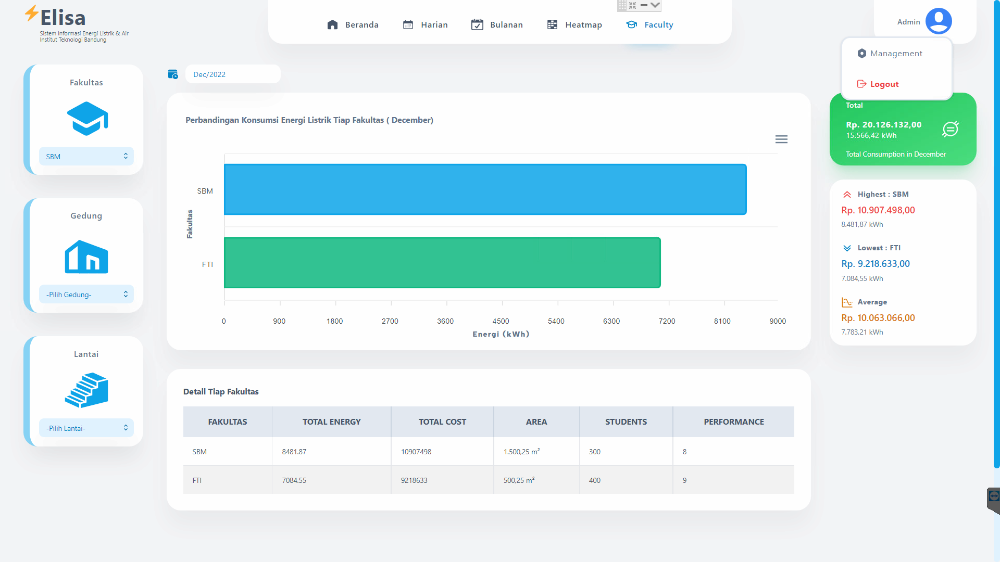 Elisa
Sistem Informasi Energi Listrik & Air
Institut Teknologi Bandung
Beranda
Harian
Bulanan
Heatmap
Faculty
Admin
Management
Logout
Fakultas
SBM
Gedung
-Pilih Gedung-
Lantai
-Pilih Lantai-
Dec/2022
Perbandingan Konsumsi Energi Listrik Tiap Fakultas ( December)
Fakultas
SBM
FTI
0 900 1800 2700 3600 4500 5400 6300 7200 8100 9000
Energi (kWh)
Total
Rp. 20.126.132,00
15.566,42 kWh
Total Consumption in December
Highest : SBM
Rp. 10.907.498,00
8.481,87 kWh
Lowest : FTI
Rp. 9.218.633,00
7.084,55 kWh
Average
Rp. 10.063.066,00
7.783,21 kWh
Detail Tiap Fakultas
FAKULTAS TOTAL ENERGY TOTAL COST AREA STUDENTS PERFORMANCE
SBM 8481.87 10907498 1.500,25 m² 300 8
FTI 7084.55 9218633 500,25 m² 400 9